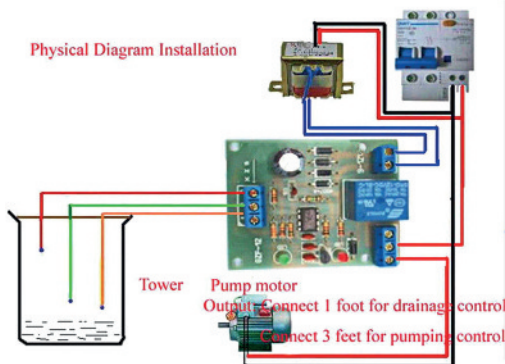 Physical Diagram Installation
Tower
Pump motor
Output: Connect 1 foot for drainage control
Connect 3 feet for pumping control